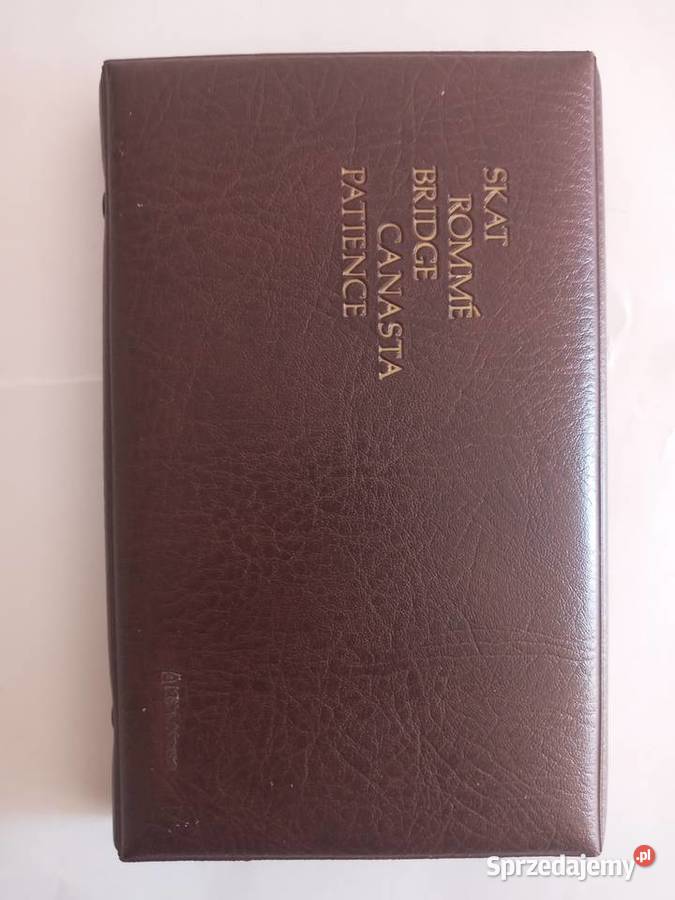 SKAT
ROMMÉ
BRIDGE
CANASTA
PATIENCE
Sprzedajemy.pl